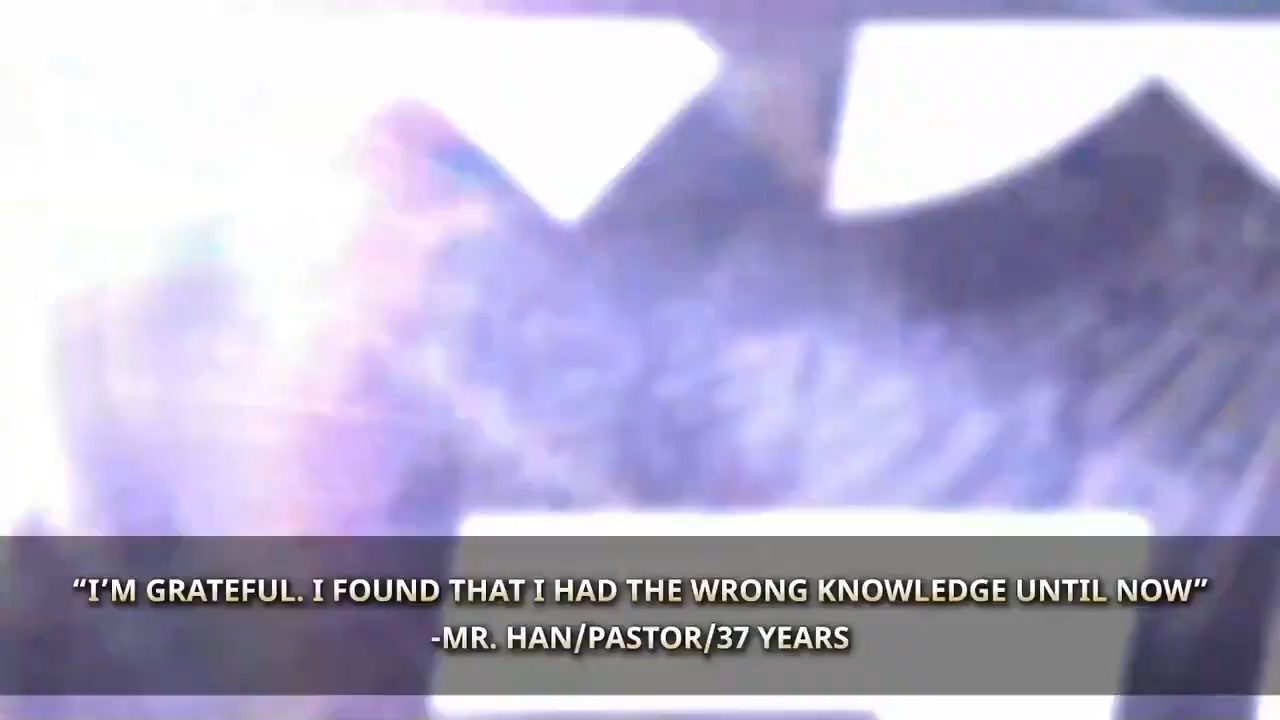 “I’M GRATEFUL. I FOUND THAT I HAD THE WRONG KNOWLEDGE UNTIL NOW”
-MR. HAN/PASTOR/37 YEARS